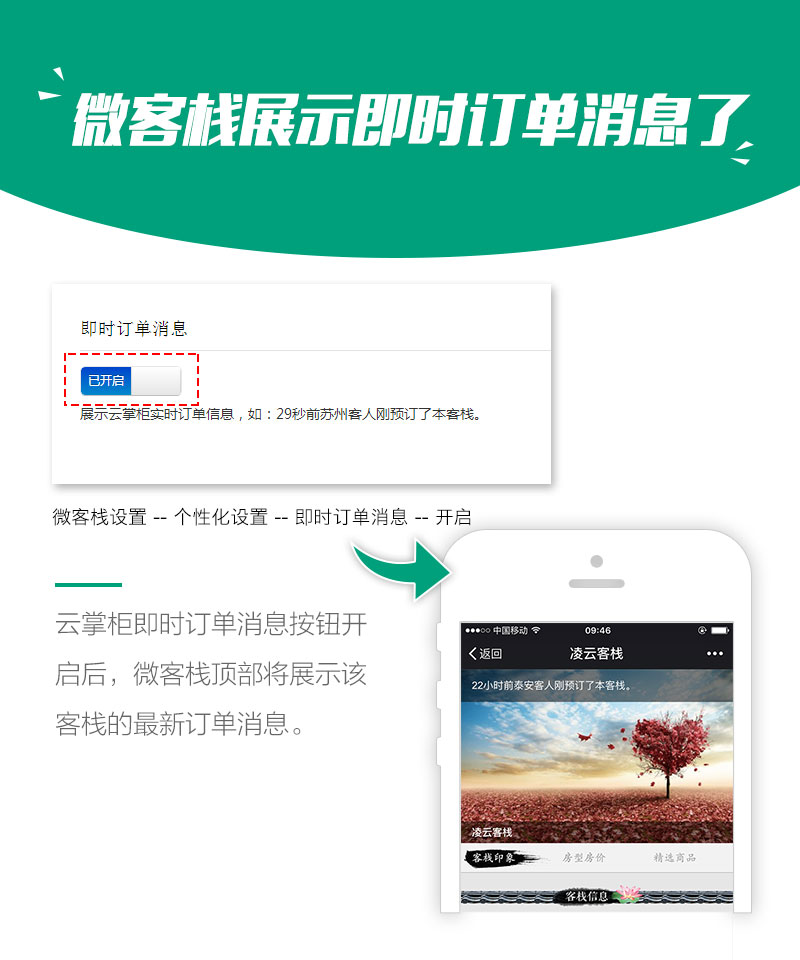 微客栈展示即时订单消息了
即时订单消息
已开启
展示云掌柜实时订单信息，如：29秒前苏州客人刚预订了本客栈。
微客栈设置 -- 个性化设置 -- 即时订单消息 -- 开启
云掌柜即时订单消息按钮开
启后，微客栈顶部将展示该
客栈的最新订单消息。
中国移动 09:46
返回 凌云客栈
22小时前泰安客人刚预订了本客栈。
凌云客栈
客栈印象 房型房价 精选商品
客栈信息